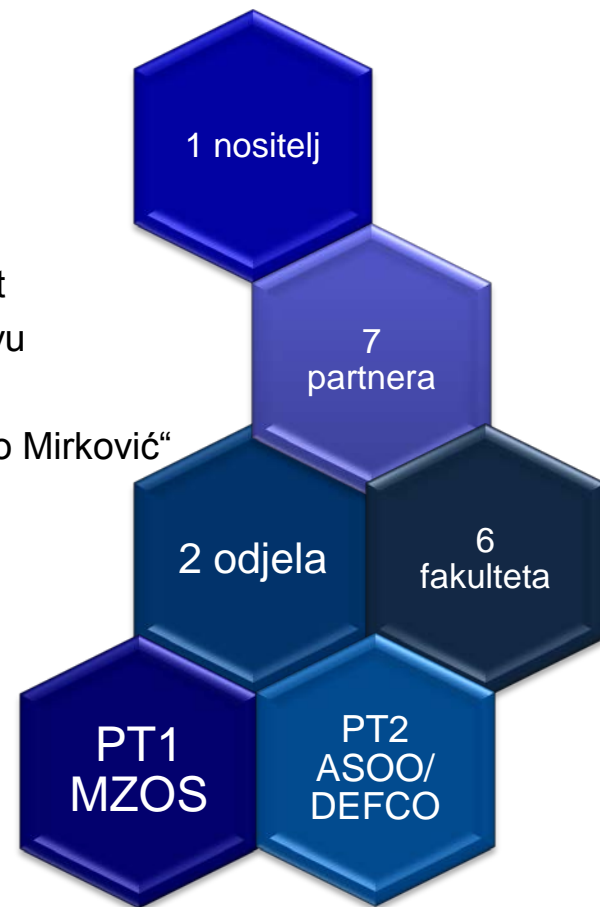 1 nositelj
t
vu
o Mirković“
7
partnera
2 odjela
6
fakulteta
PT1
MZOS
PT2
ASOO/
DEFCO